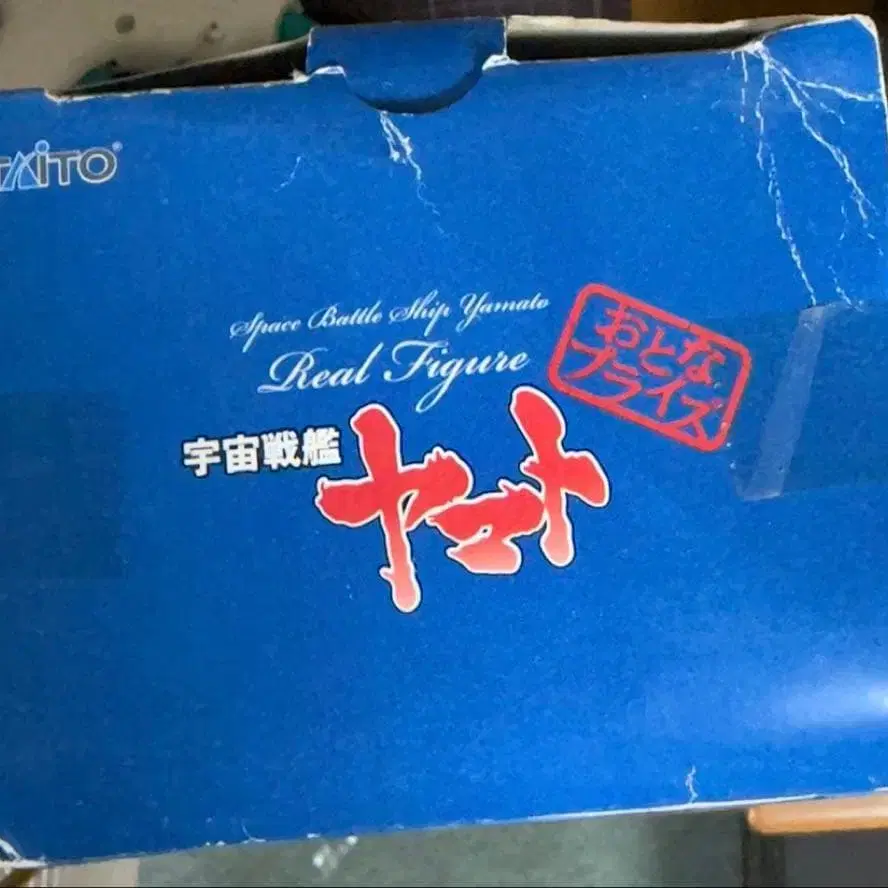 TAITO®
Space Battle Ship Yamato
Real Figure
おとな
プライズ
宇宙戦艦
ヤマト